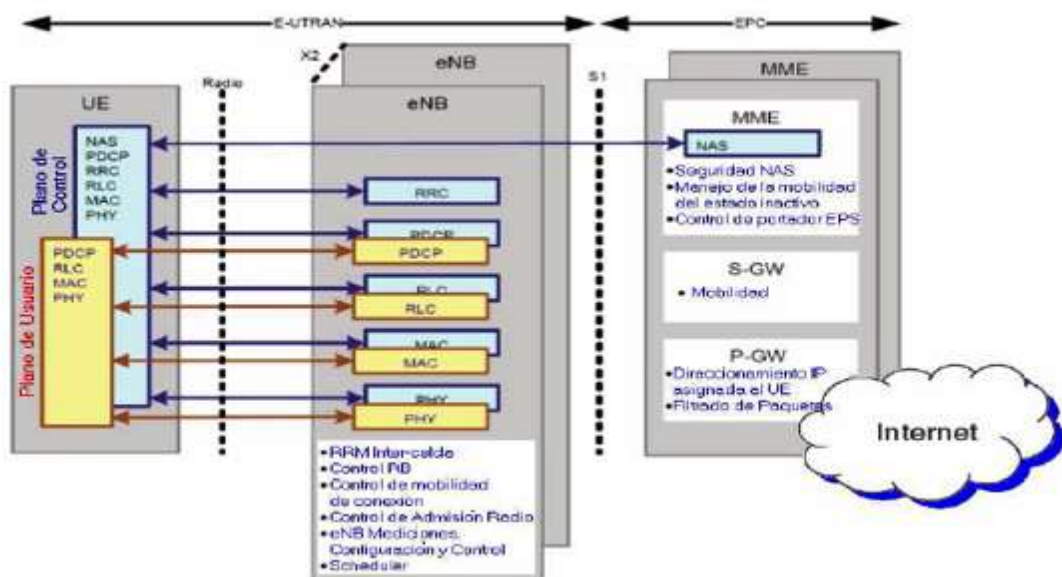 E-UTRAN
EPC
X2
eNB
MME
Radio
S1
UE
eNB
MME
Plano de
Control
NAS
PDCP
RRC
RLC
MAC
PHY
NAS
RRC
PDCP
PDCP
RLC
RLC
MAC
MAC
PHY
PHY
Plano de Usuario
PDCP
RLC
MAC
PHY
•RRM Inter-celda
•Control RB
•Control de mobilidad
de conexión
•Control de Admisión Radio
•eNB Mediciones
Configuración y Control
•Scheduler
•Seguridad NAS
•Manejo de la mobilidad
del estado inactivo
•Control de portador EPS
S-GW
• Mobilidad
P-GW
•Direccionamiento IP
asignada al UE
•Filtrado de Paquetes
Internet